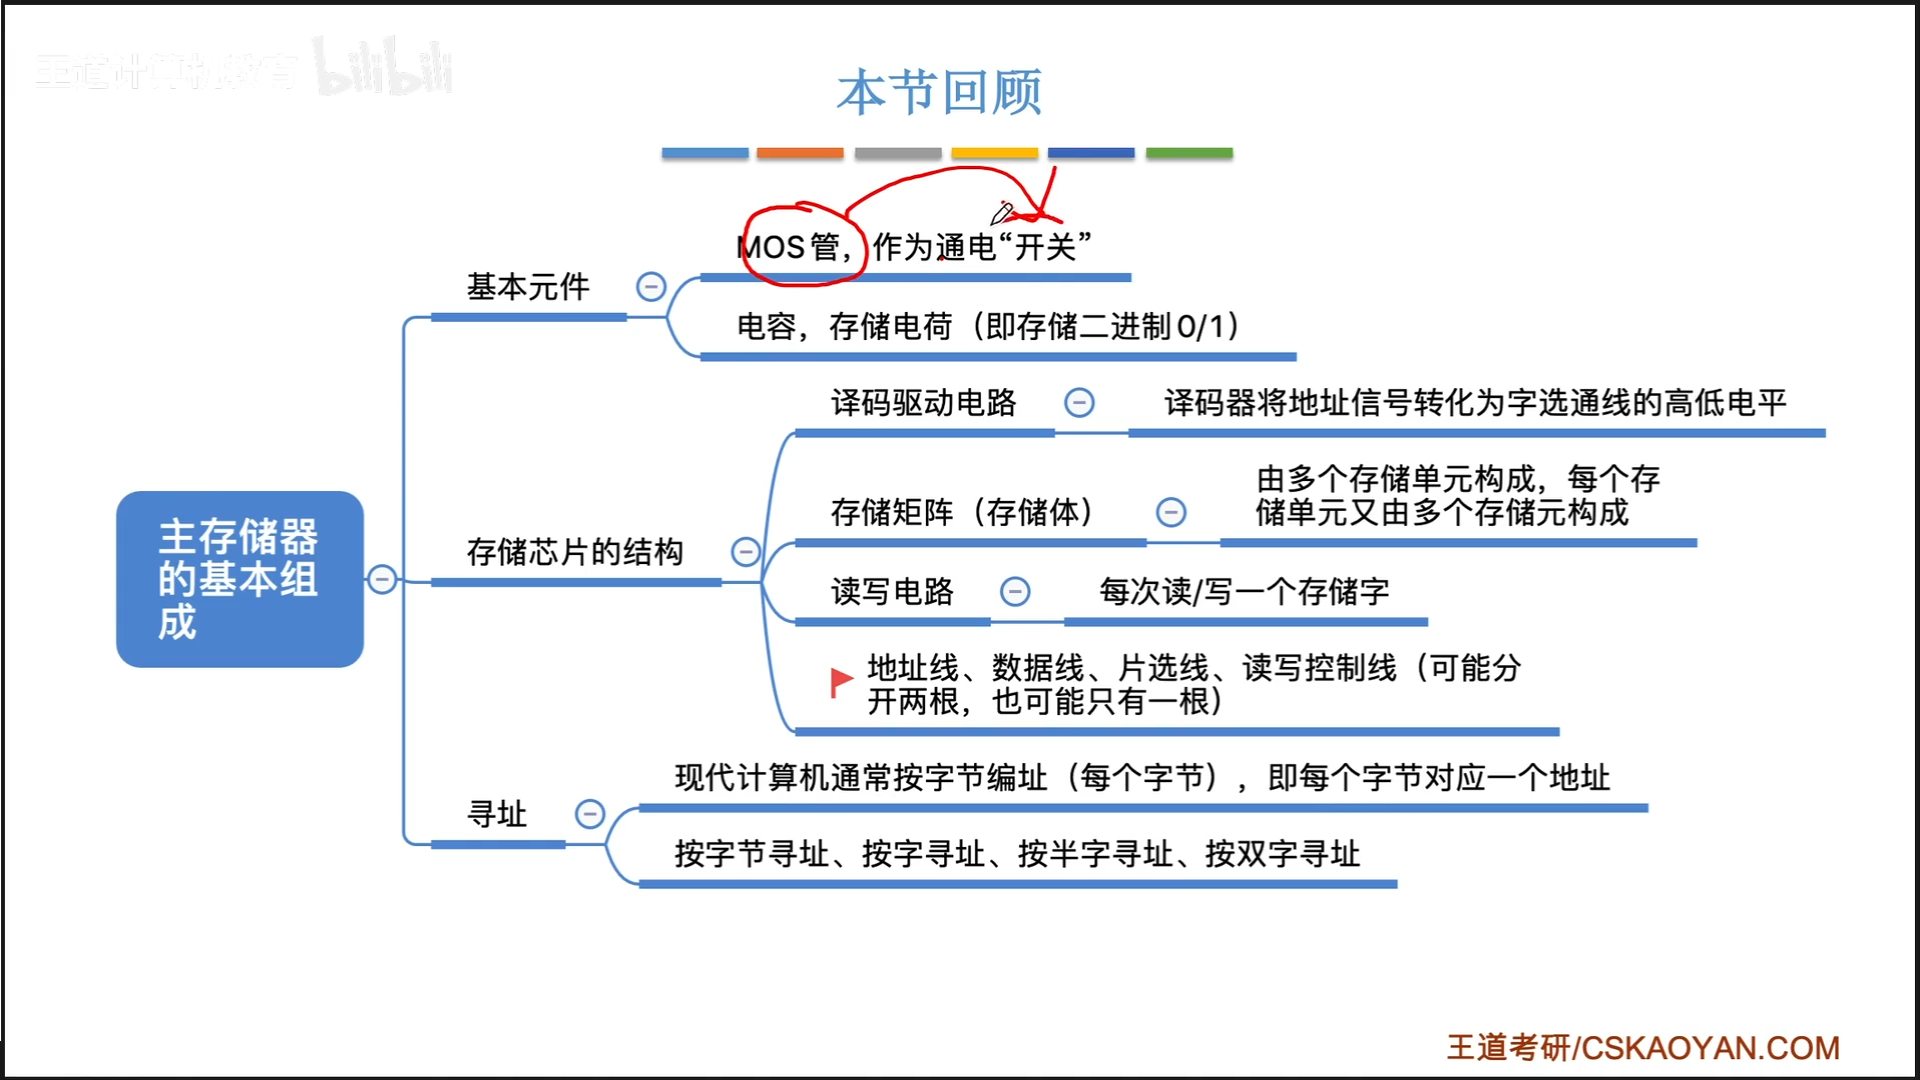 王道计算机教育 bilibili
本节回顾
MOS管，作为通电“开关”
基本元件
电容，存储电荷（即存储二进制0/1）
译码驱动电路
译码器将地址信号转化为字选通线的高低电平
存储矩阵（存储体）
由多个存储单元构成，每个存
储单元又由多个存储元构成
存储芯片的结构
读写电路
每次读/写一个存储字
地址线、数据线、片选线、读写控制线（可能分
开两根，也可能只有一根）
主存储器
的基本组
成
现代计算机通常按字节编址（每个字节），即每个字节对应一个地址
寻址
按字节寻址、按字寻址、按半字寻址、按双字寻址
王道考研/CSKAOYAN.COM